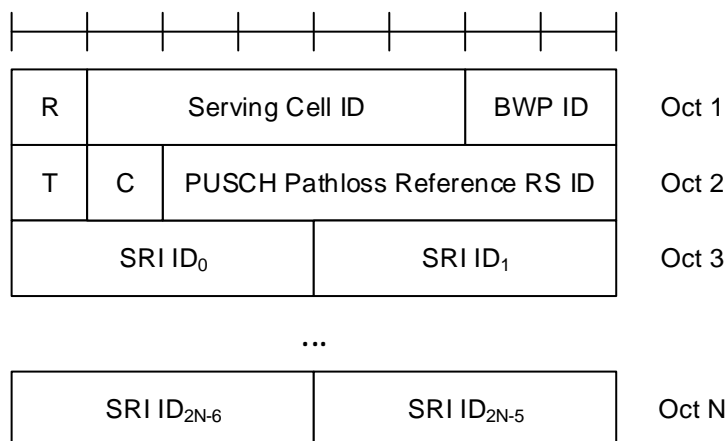 R Serving Cell ID BWP ID Oct 1
T C PUSCH Pathloss Reference RS ID Oct 2
SRI ID₀ SRI ID₁ Oct 3
...
SRI ID₂N-₆ SRI ID₂N-₅ Oct N